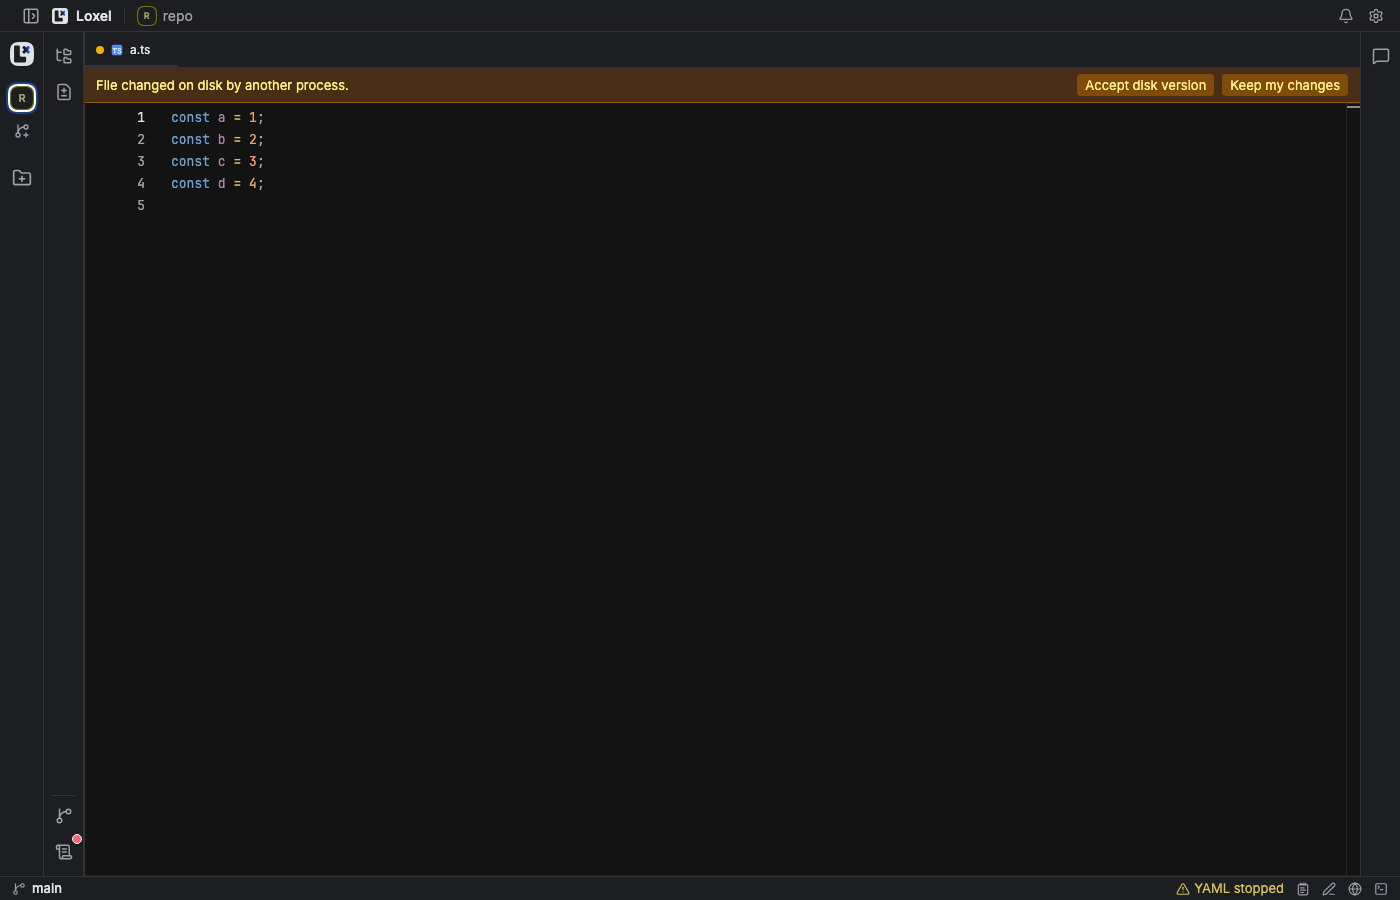 Loxel
R repo
R
TS a.ts
File changed on disk by another process.
Accept disk version
Keep my changes
1 const a = 1;
2 const b = 2;
3 const c = 3;
4 const d = 4;
5
main
YAML stopped